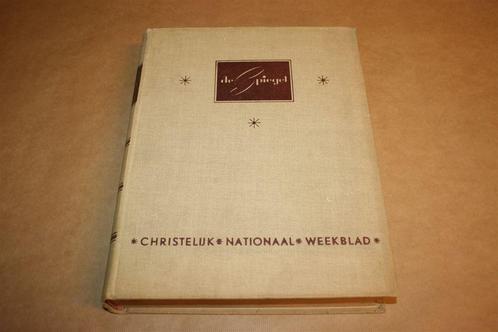 de Spiegel
* CHRISTELIJK * NATIONAAL * WEEKBLAD *